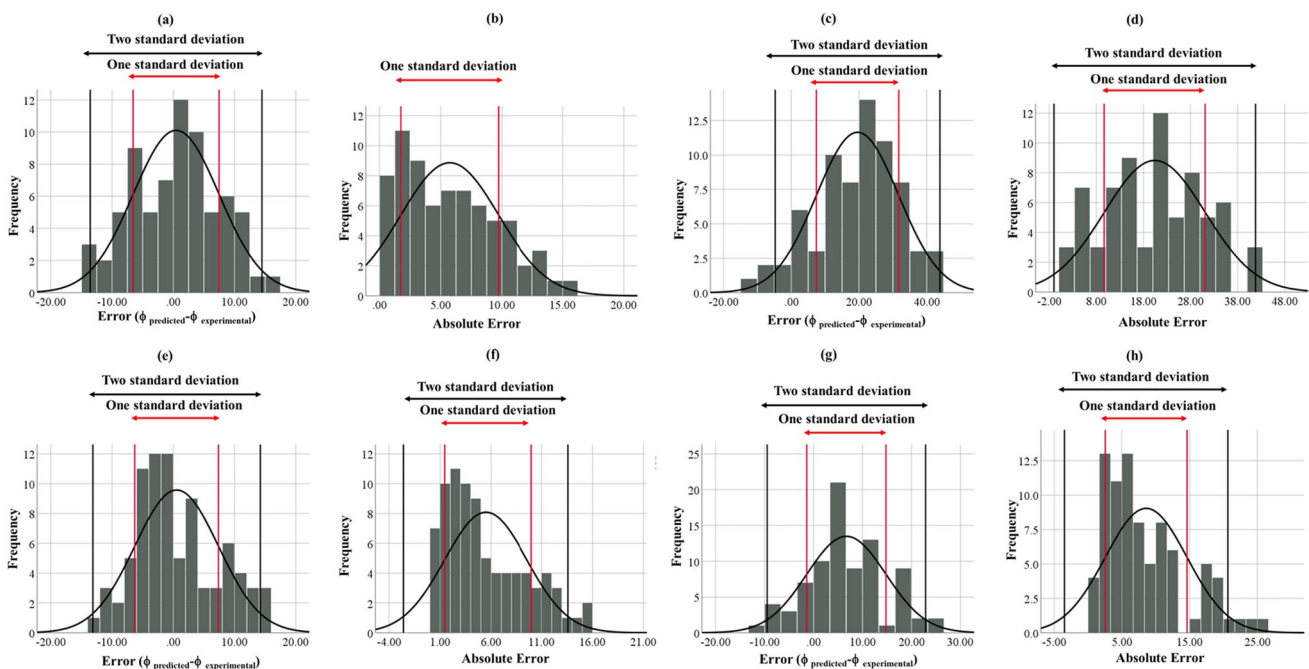 (a)
Two standard deviation
One standard deviation
12
10
8
6
4
2
0
Frequency
-20.00 -10.00 .00 10.00 20.00
Error (ϕ predicted-ϕ experimental)
(b)
One standard deviation
12
10
8
6
4
2
0
Frequency
.00 5.00 10.00 15.00 20.00
Absolute Error
(c)
Two standard deviation
One standard deviation
12.5
10.0
7.5
5.0
2.5
0.0
Frequency
-20.00 .00 20.00 40.00
Error (ϕ predicted-ϕ experimental)
(d)
Two standard deviation
One standard deviation
12
10
8
6
4
2
0
Frequency
-2.00 8.00 18.00 28.00 38.00 48.00
Absolute Error
(e)
Two standard deviation
One standard deviation
12
10
8
6
4
2
0
Frequency
-20.00 -10.00 .00 10.00 20.00
Error (ϕ predicted-ϕ experimental)
(f)
Two standard deviation
One standard deviation
12
10
8
6
4
2
0
Frequency
-4.00 1.00 6.00 11.00 16.00 21.00
Absolute Error
(g)
Two standard deviation
One standard deviation
25
20
15
10
5
0
Frequency
-20.00 -10.00 .00 10.00 20.00 30.00
Error (ϕ predicted-ϕ experimental)
(h)
Two standard deviation
One standard deviation
12.5
10.0
7.5
5.0
2.5
0.0
Frequency
-5.00 5.00 15.00 25.00
Absolute Error